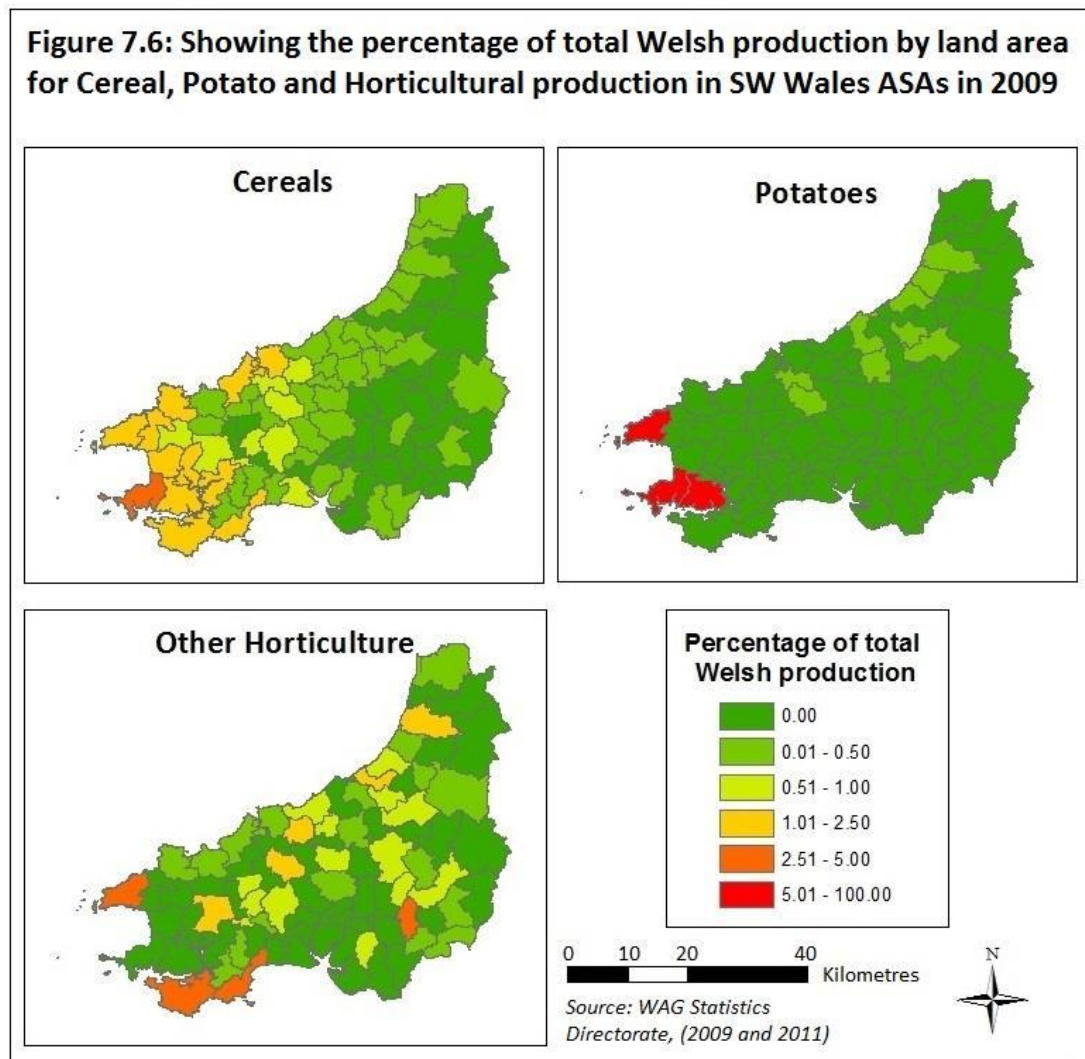 Figure 7.6: Showing the percentage of total Welsh production by land area
for Cereal, Potato and Horticultural production in SW Wales ASAs in 2009
Cereals
Potatoes
Other Horticulture
Percentage of total
Welsh production
0.00
0.01 - 0.50
0.51 - 1.00
1.01 - 2.50
2.51 - 5.00
5.01 - 100.00
0 10 20 40
Kilometres
N
Source: WAG Statistics
Directorate, (2009 and 2011)